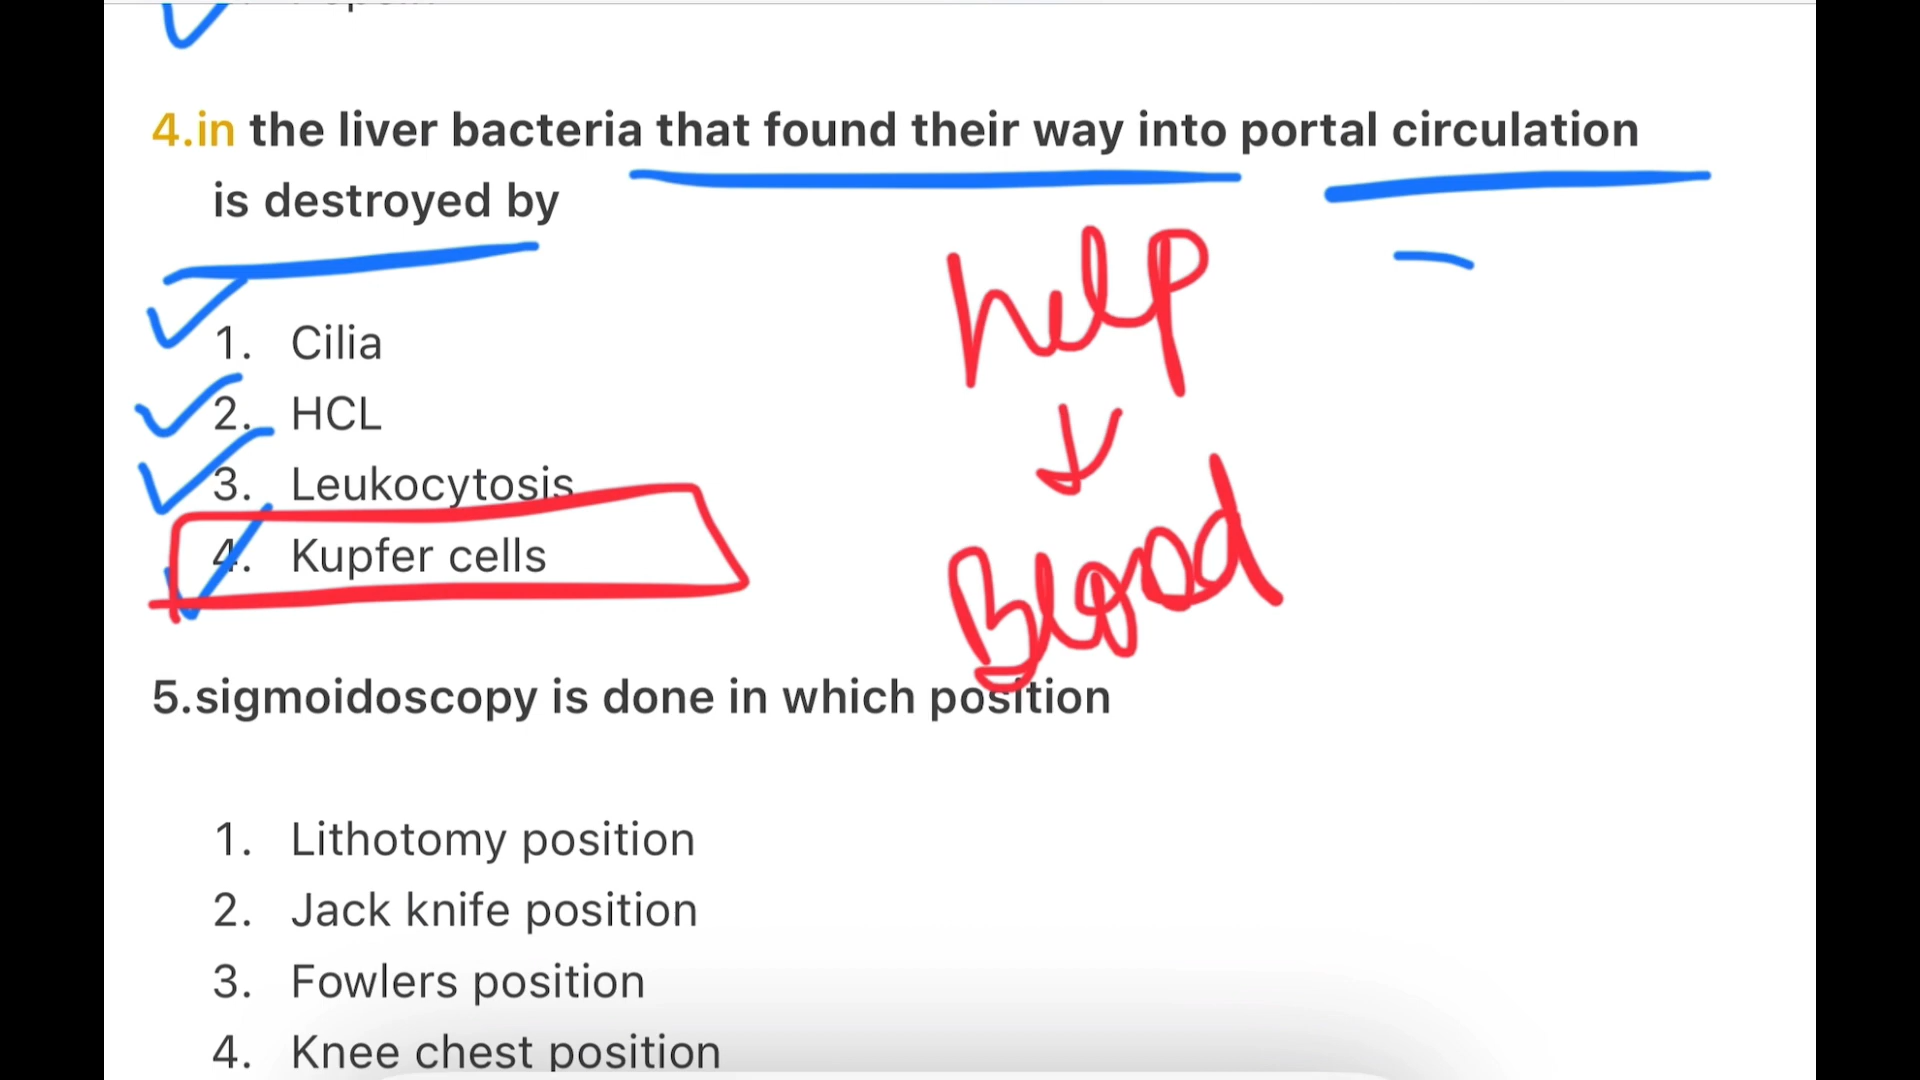 4.in the liver bacteria that found their way into portal circulation
is destroyed by
1. Cilia
help
2. HCL
3. Leukocytosis
4. Kupfer cells
Blood
5.sigmoidoscopy is done in which position
1. Lithotomy position
2. Jack knife position
3. Fowlers position
4. Knee chest position